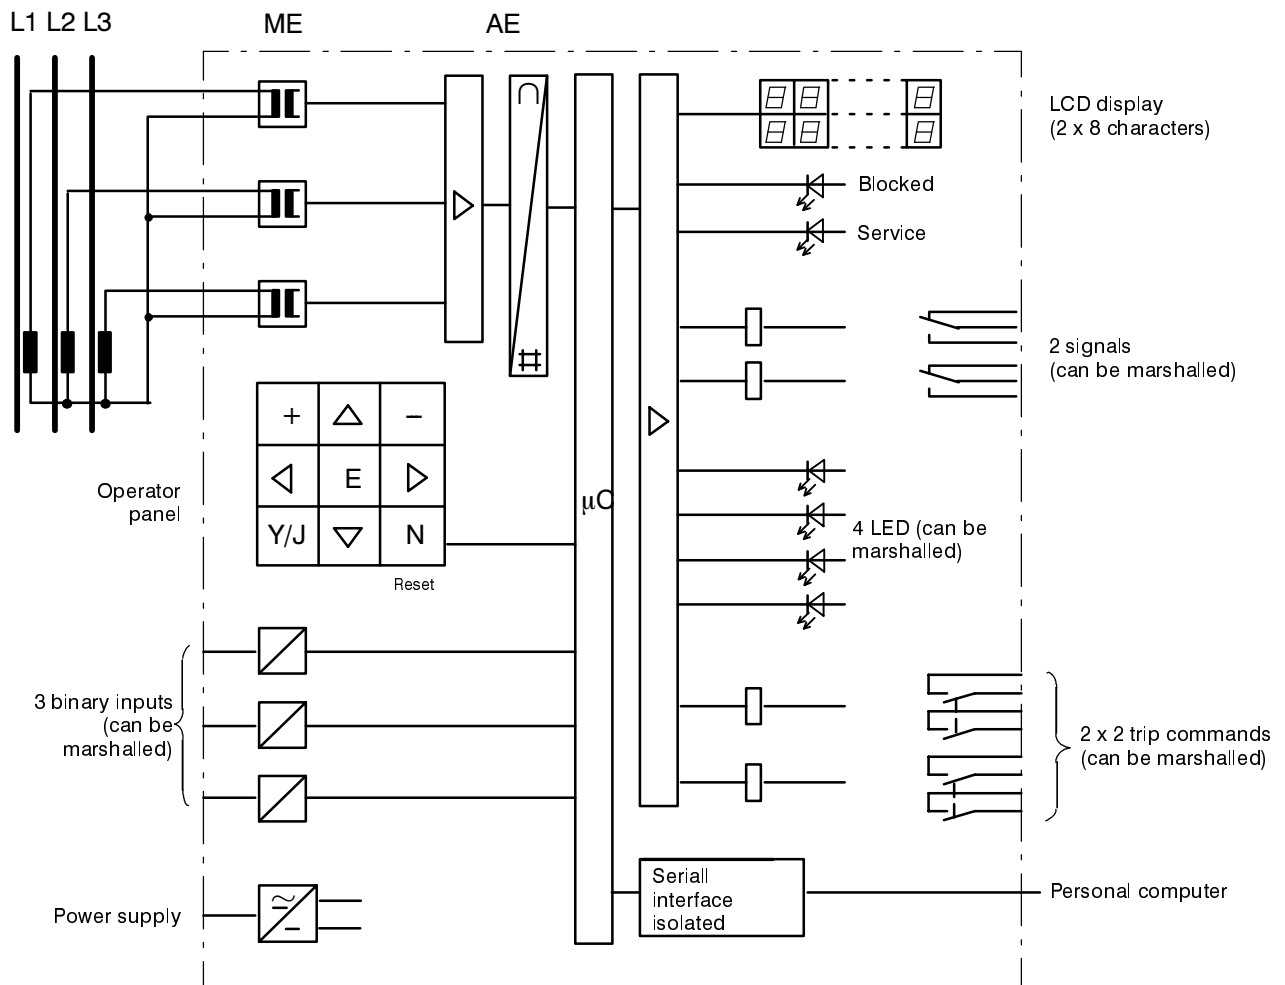 L1 L2 L3
ME
AE
LCD display
(2 x 8 characters)
Blocked
Service
2 signals
(can be marshalled)
+ −
E
Y/J N
Reset
Operator
panel
µC
4 LED (can be
marshalled)
3 binary inputs
(can be
marshalled)
2 x 2 trip commands
(can be marshalled)
Power supply
Seriall
interface
isolated
Personal computer